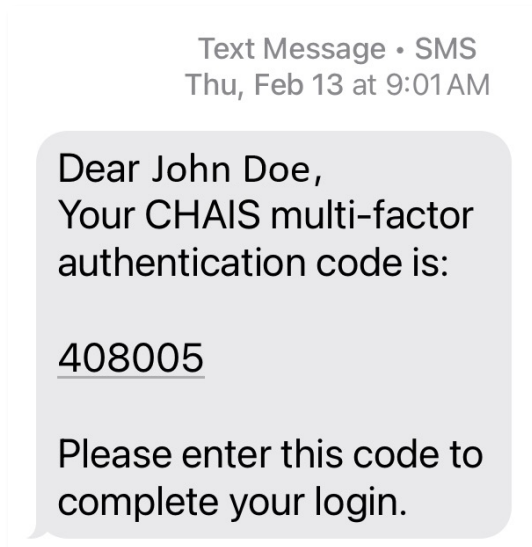 Text Message • SMS
Thu, Feb 13 at 9:01 AM
Dear John Doe,
Your CHAIS multi-factor
authentication code is:
408005
Please enter this code to
complete your login.